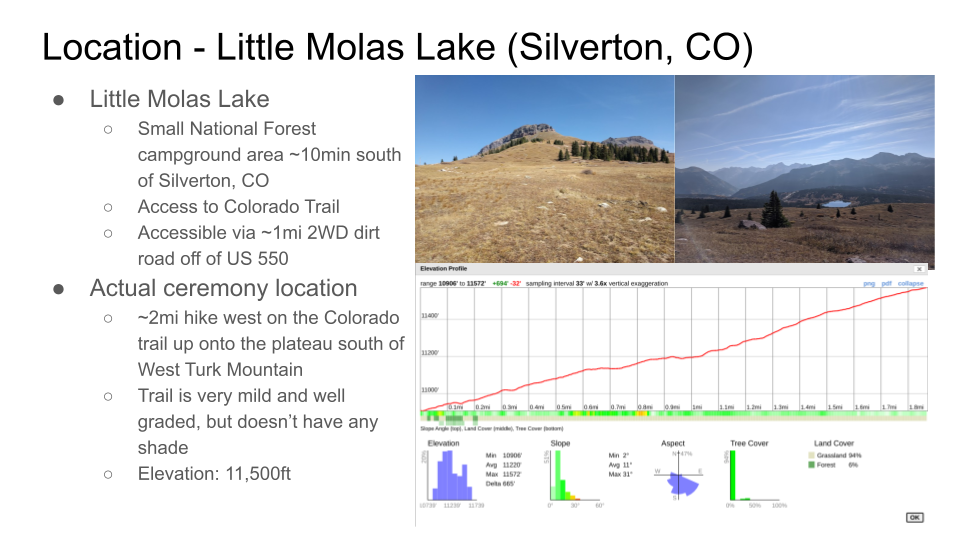 Location - Little Molas Lake (Silverton, CO)
● Little Molas Lake
○ Small National Forest
campground area ~10min south
of Silverton, CO
○ Access to Colorado Trail
○ Accessible via ~1mi 2WD dirt
road off of US 550
● Actual ceremony location
○ ~2mi hike west on the Colorado
trail up onto the plateau south of
West Turk Mountain
○ Trail is very mild and well
graded, but doesn’t have any
shade
○ Elevation: 11,500ft
Elevation Profile
range 10906' to 11572' +694' -32' sampling interval 33' w/ 3.6x vertical exaggeration png pdf collapse
11400'
11200'
11000'
0.1mi 0.2mi 0.3mi 0.4mi 0.5mi 0.6mi 0.7mi 0.8mi 0.9mi 1.0mi 1.1mi 1.2mi 1.3mi 1.4mi 1.5mi 1.6mi 1.7mi 1.8mi
Slope Angle (top), Land Cover (middle), Tree Cover (bottom)
Elevation Slope Aspect Tree Cover Land Cover
Min 10906'
Avg 11220'
Max 11572'
Delta 665'
10739' 11239' 11739'
51%
Min 2°
Avg 11°
Max 31°
0° 30° 60°
N 47%
W E
S
94%
0% 50% 100%
Grassland 94%
Forest 6%
OK